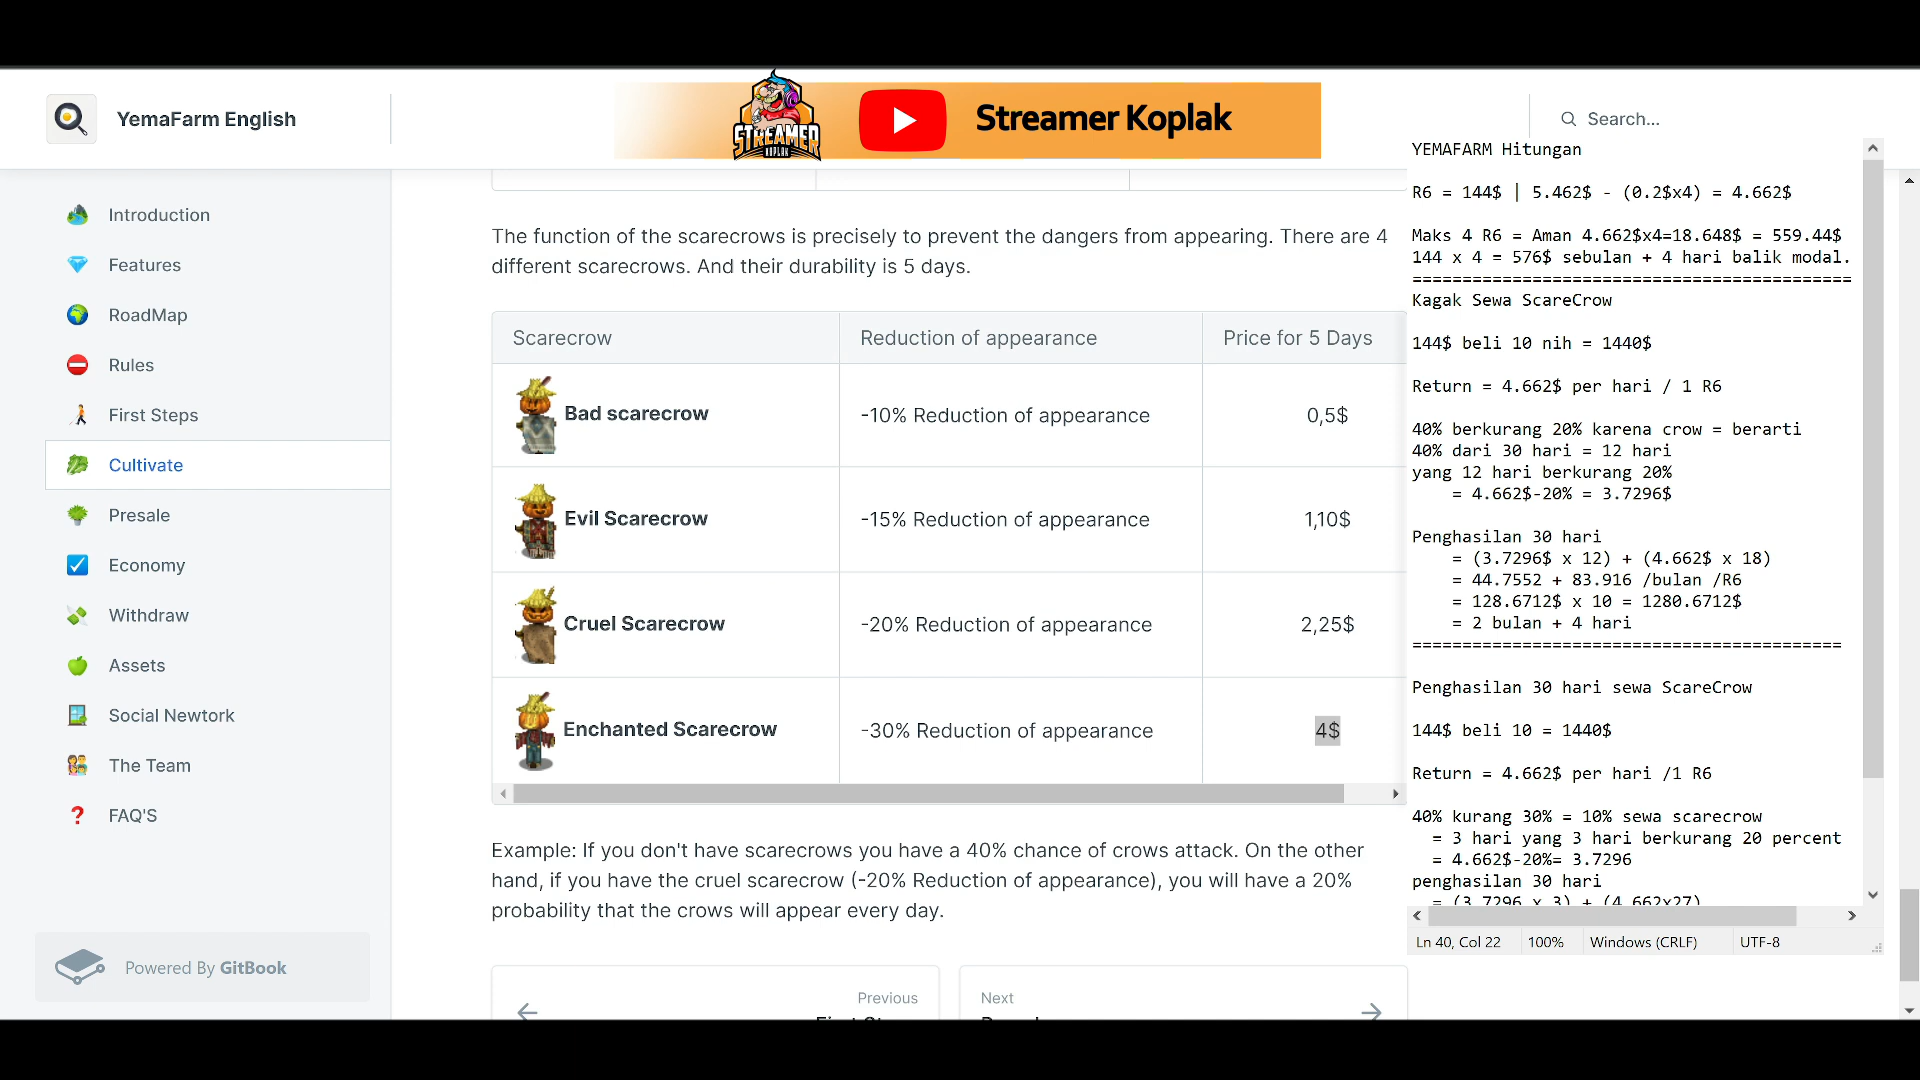 YemaFarm English
STREAMER
KOPLAK
Streamer Koplak
Search...
Introduction
Features
RoadMap
Rules
First Steps
Cultivate
Presale
Economy
Withdraw
Assets
Social Newtork
The Team
FAQ'S
Powered By GitBook
The function of the scarecrows is precisely to prevent the dangers from appearing. There are 4
different scarecrows. And their durability is 5 days.
Scarecrow Reduction of appearance Price for 5 Days
Bad scarecrow -10% Reduction of appearance 0,5$
Evil Scarecrow -15% Reduction of appearance 1,10$
Cruel Scarecrow -20% Reduction of appearance 2,25$
Enchanted Scarecrow -30% Reduction of appearance 4$
Example: If you don't have scarecrows you have a 40% chance of crows attack. On the other
hand, if you have the cruel scarecrow (-20% Reduction of appearance), you will have a 20%
probability that the crows will appear every day.
Previous
Next
YEMAFARM Hitungan
R6 = 144$ | 5.462$ - (0.2$x4) = 4.662$
Maks 4 R6 = Aman 4.662$x4=18.648$ = 559.44$
144 x 4 = 576$ sebulan + 4 hari balik modal.
============================================
Kagak Sewa ScareCrow
144$ beli 10 nih = 1440$
Return = 4.662$ per hari / 1 R6
40% berkurang 20% karena crow = berarti
40% dari 30 hari = 12 hari
yang 12 hari berkurang 20%
= 4.662$-20% = 3.7296$
Penghasilan 30 hari
= (3.7296$ x 12) + (4.662$ x 18)
= 44.7552 + 83.916 /bulan /R6
= 128.6712$ x 10 = 1280.6712$
= 2 bulan + 4 hari
===========================================
Penghasilan 30 hari sewa ScareCrow
144$ beli 10 = 1440$
Return = 4.662$ per hari /1 R6
40% kurang 30% = 10% sewa scarecrow
= 3 hari yang 3 hari berkurang 20 percent
= 4.662$-20%= 3.7296
penghasilan 30 hari
= (3.7296 x 3) + (4.662x27)
Ln 40, Col 22 100% Windows (CRLF) UTF-8